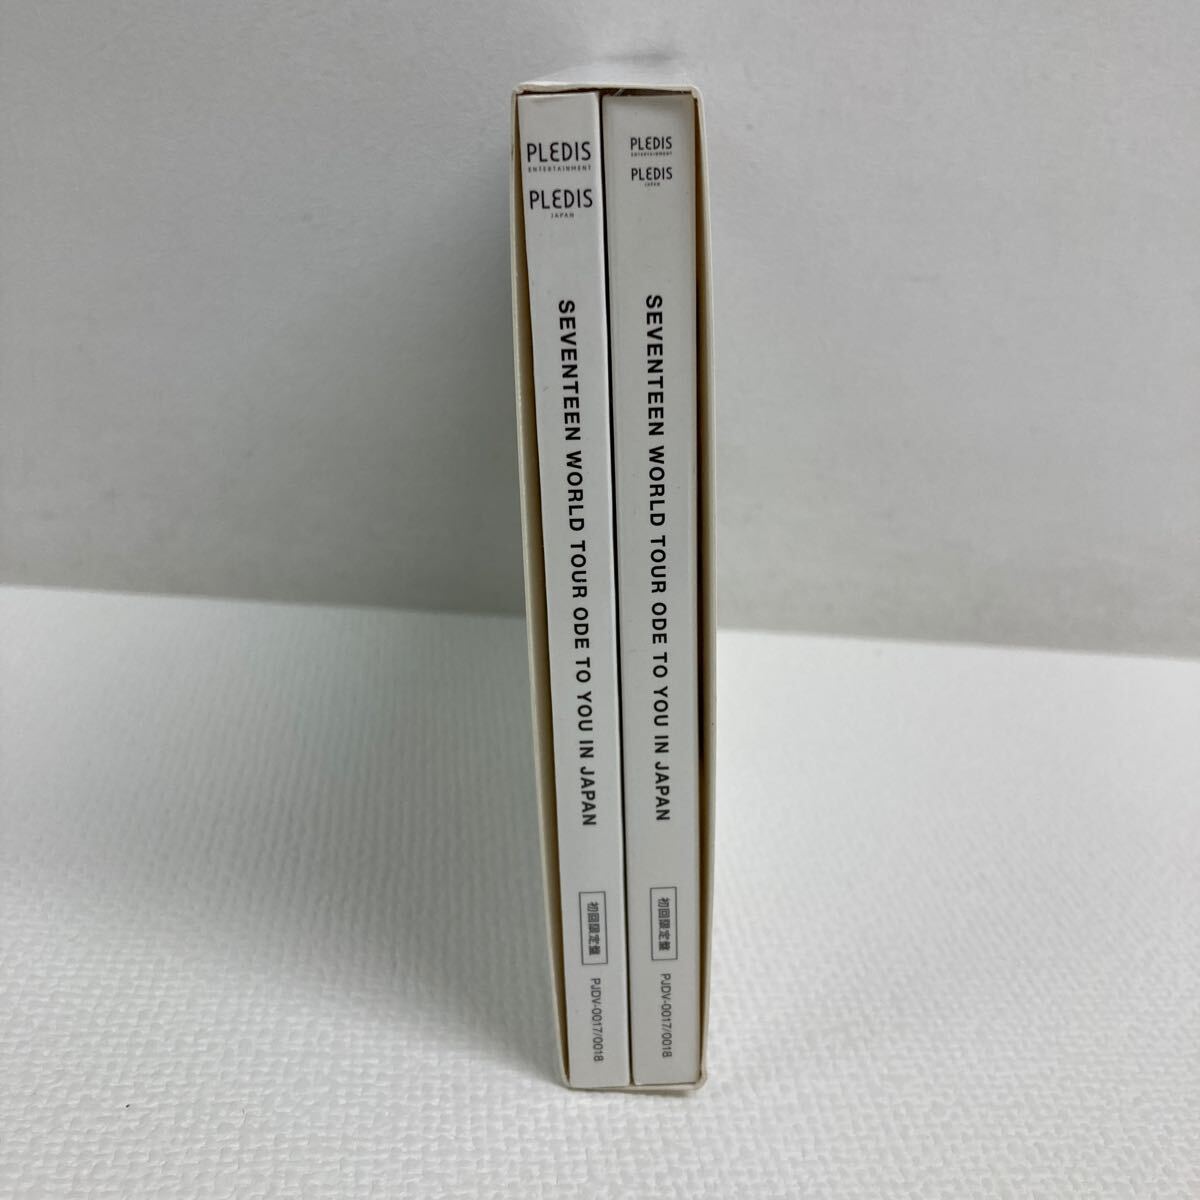 PLEDIS
ENTERTAINMENT
PLEDIS
JAPAN
SEVENTEEN WORLD TOUR ODE TO YOU IN JAPAN
初回限定盤
PJDV-0017/0018
PLEDIS
ENTERTAINMENT
PLEDIS
JAPAN
SEVENTEEN WORLD TOUR ODE TO YOU IN JAPAN
初回限定盤
PJDV-0017/0018